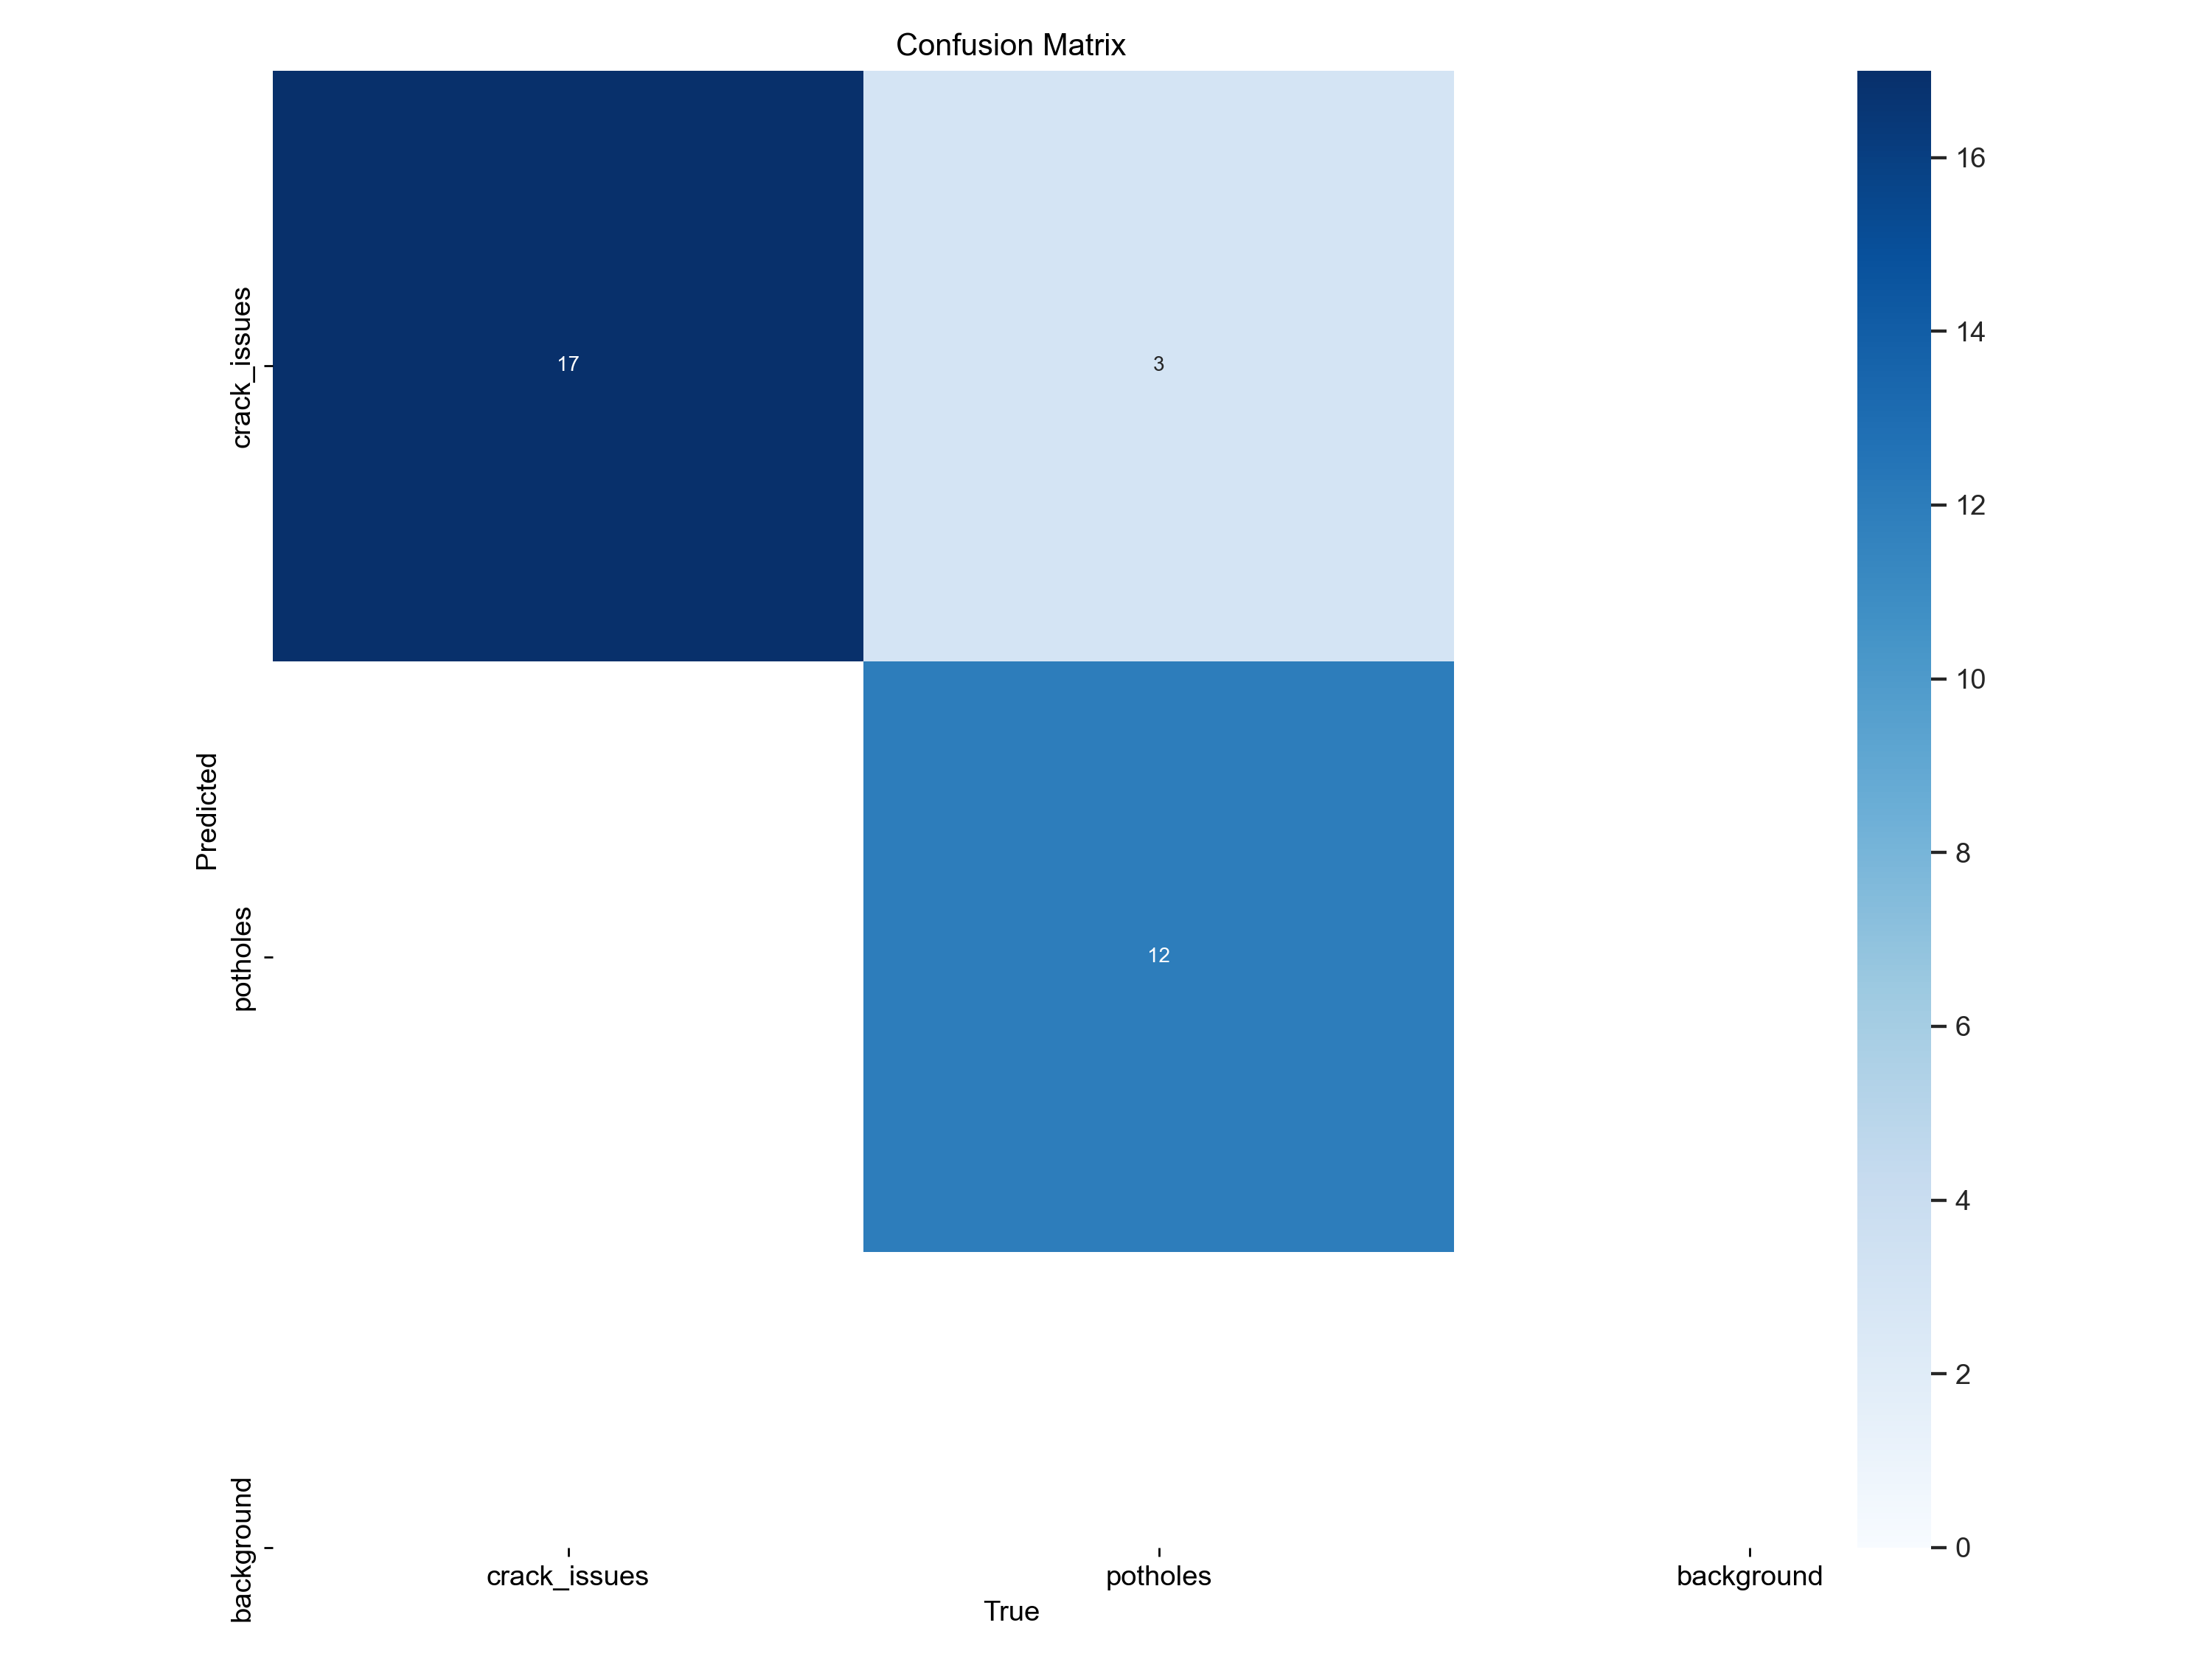 Confusion Matrix
crack_issues
potholes
background
Predicted
17
3
12
crack_issues
potholes
background
True
16
14
12
10
8
6
4
2
0